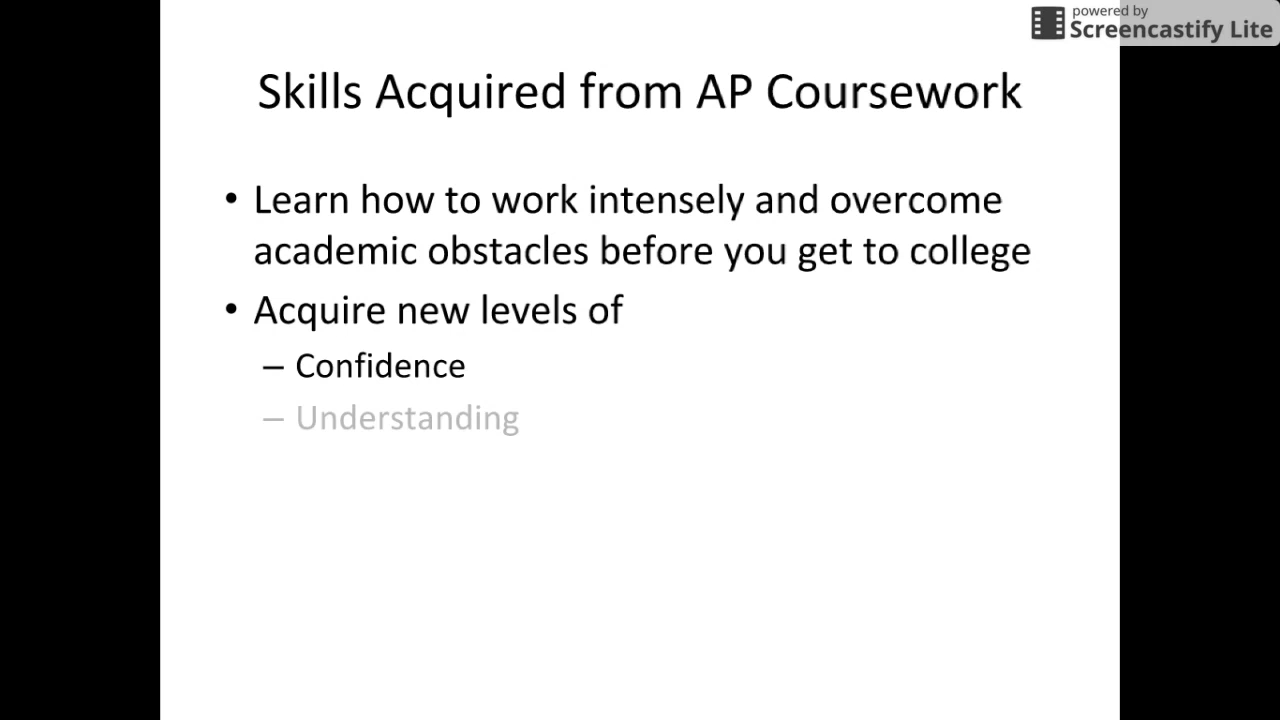 powered by
Screencastify Lite
Skills Acquired from AP Coursework
• Learn how to work intensely and overcome
academic obstacles before you get to college
• Acquire new levels of
– Confidence
– Understanding